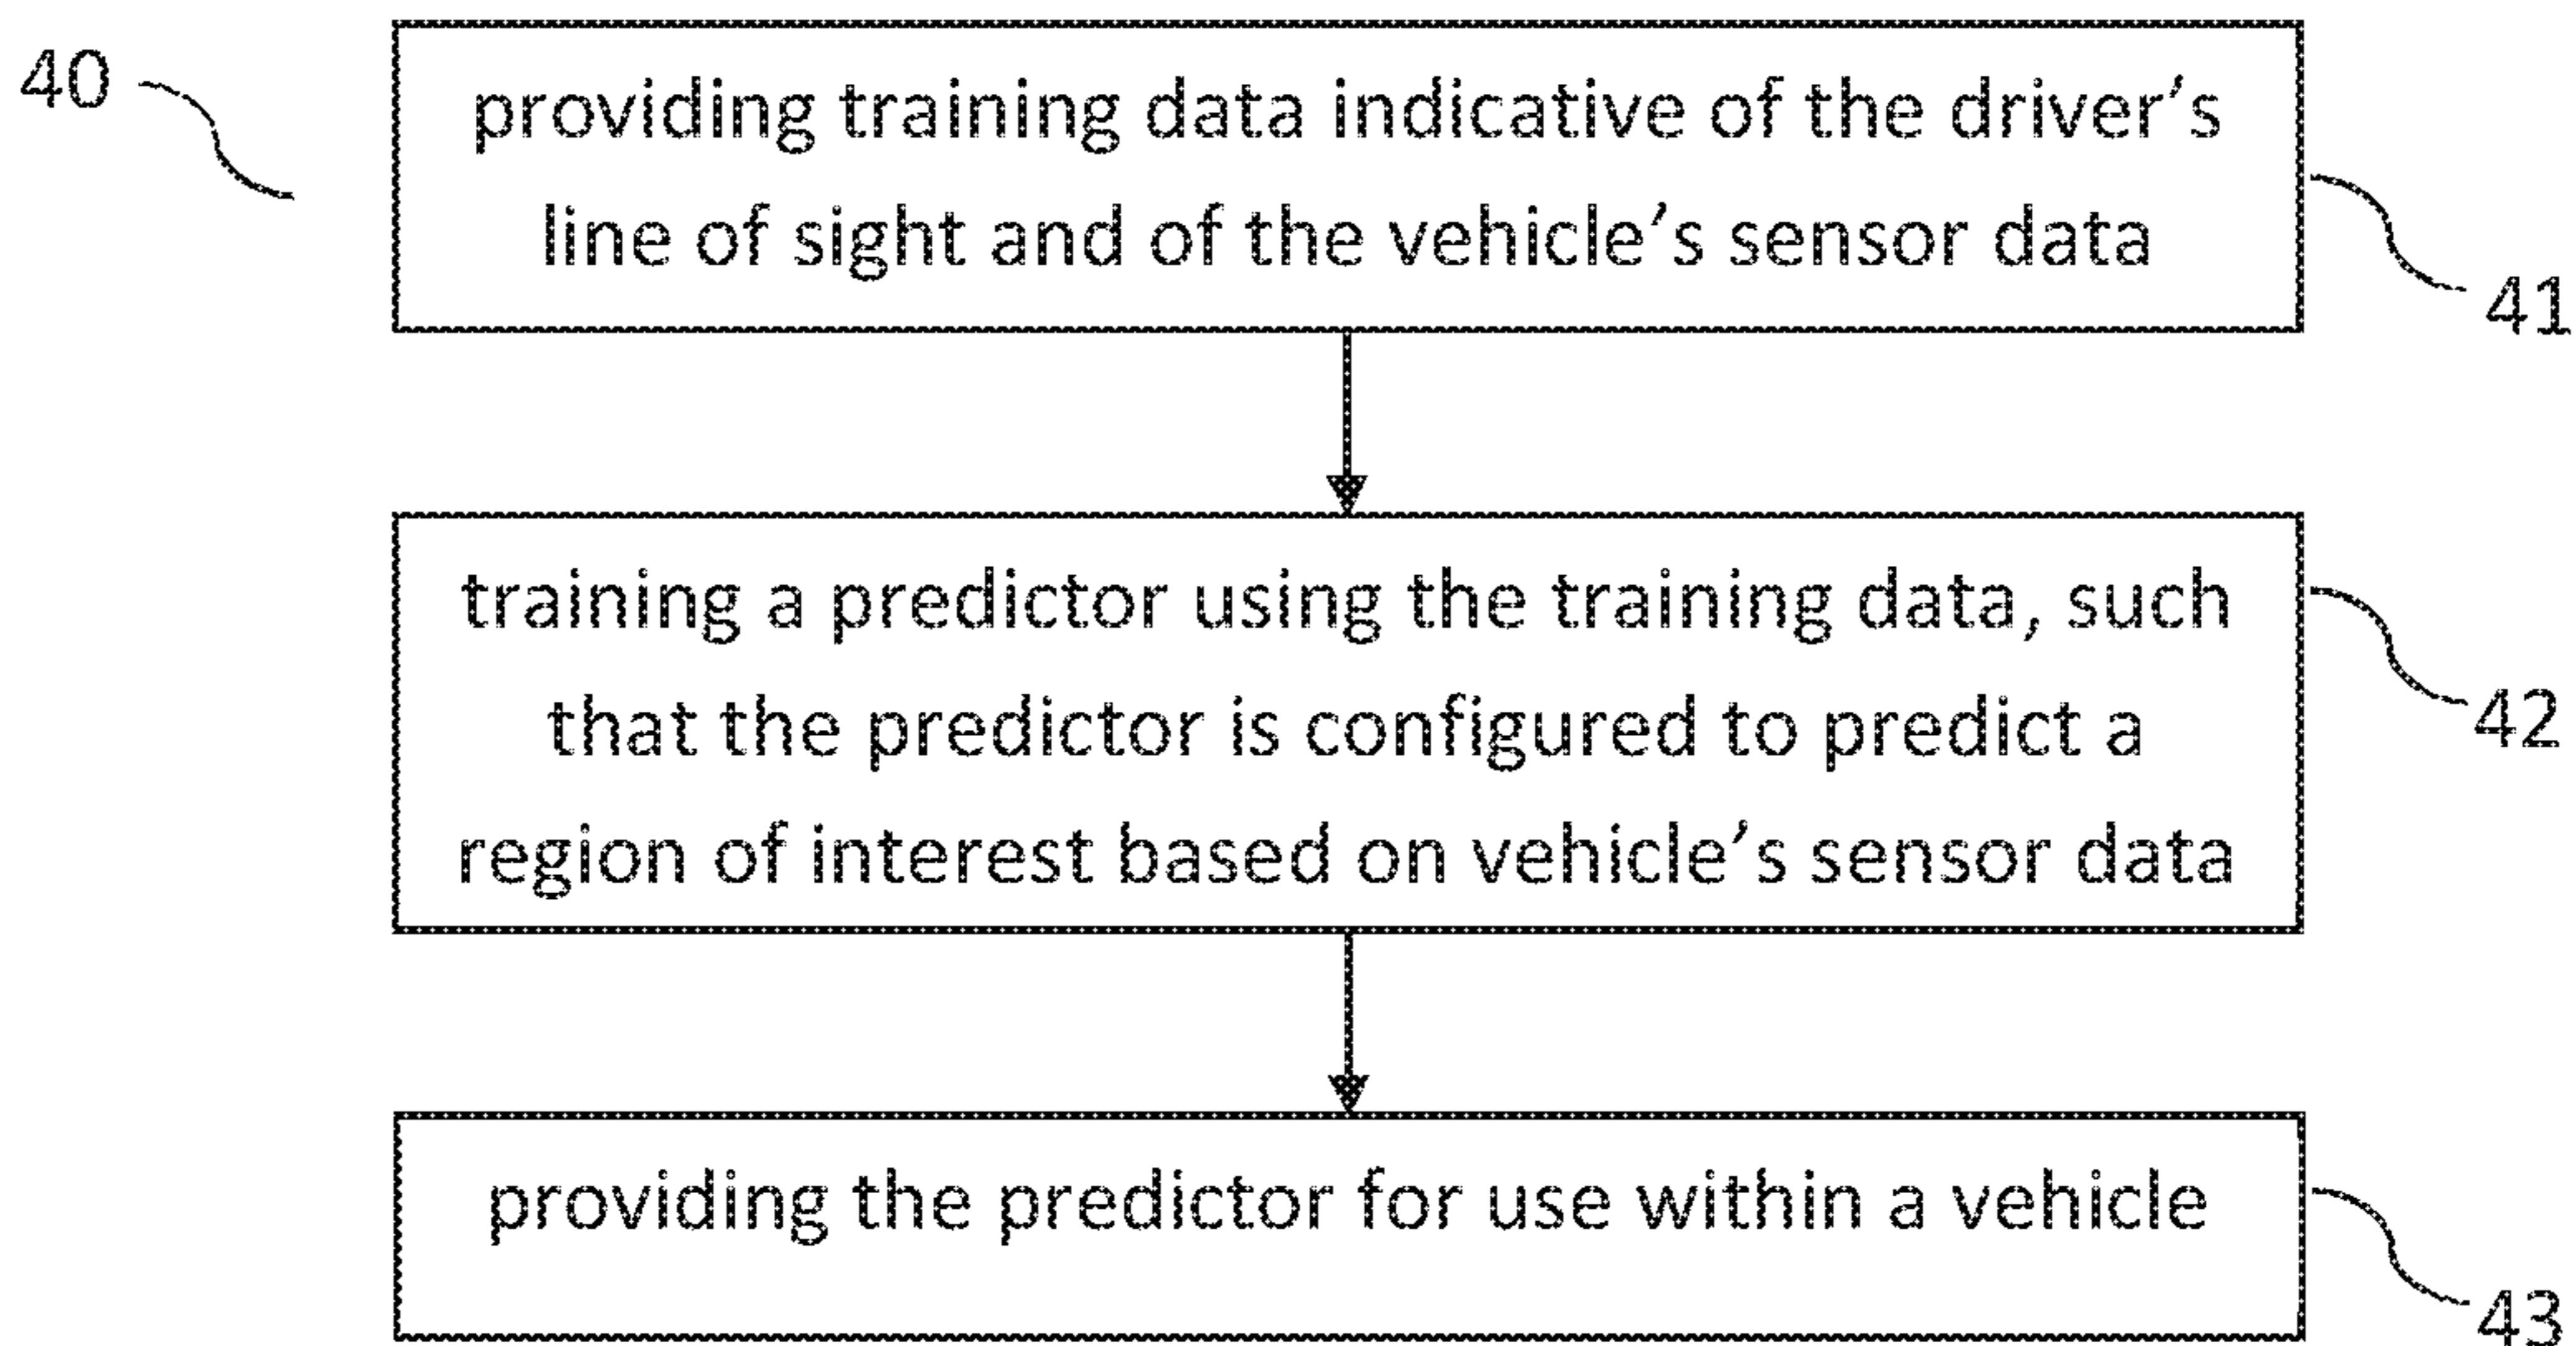 40
providing training data indicative of the driver’s
line of sight and of the vehicle’s sensor data
41
training a predictor using the training data, such
that the predictor is configured to predict a
region of interest based on vehicle’s sensor data
42
providing the predictor for use within a vehicle
43